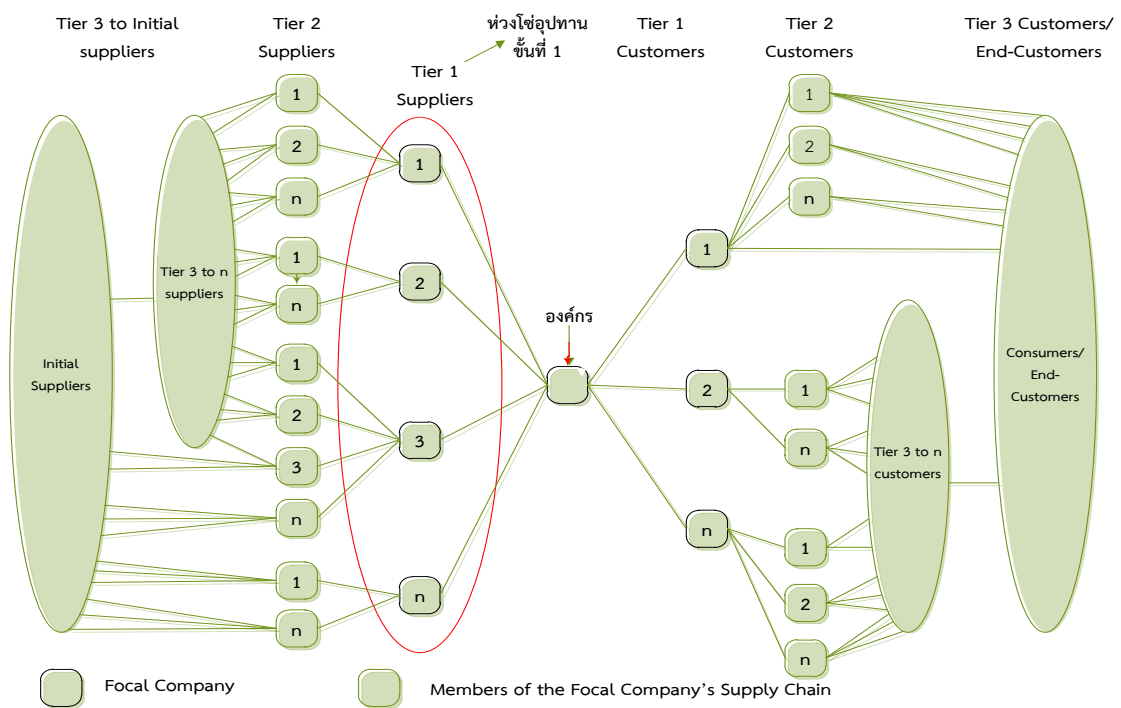 Tier 3 to Initial
suppliers
Tier 2
Suppliers
Tier 1
Suppliers
ห่วงโซ่อุปทาน
ขั้นที่ 1
Tier 1
Customers
Tier 2
Customers
Tier 3 Customers/
End-Customers
Initial
Suppliers
Tier 3 to n
suppliers
1
2
n
1
n
1
2
3
n
1
n
1
2
3
n
องค์กร
1
2
n
1
2
n
1
n
1
2
n
Tier 3 to n
customers
Consumers/
End-
Customers
Focal Company
Members of the Focal Company's Supply Chain